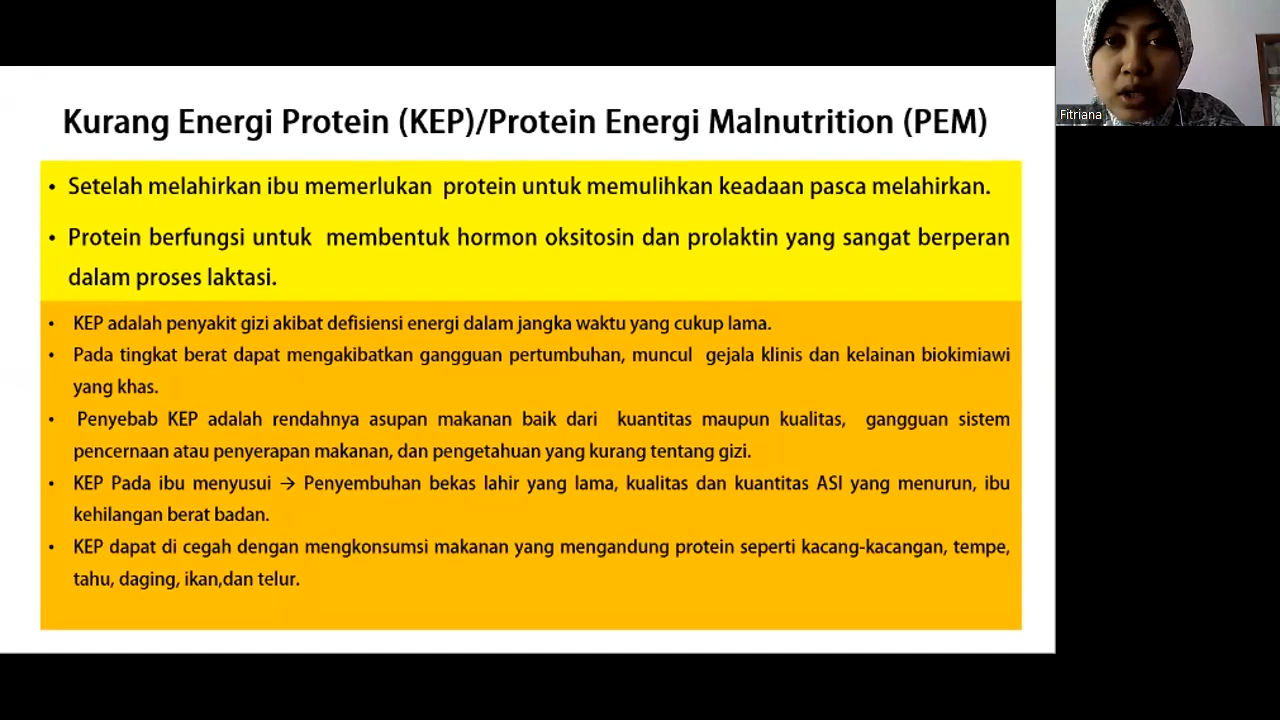 Kurang Energi Protein (KEP)/Protein Energi Malnutrition (PEM)
• Setelah melahirkan ibu memerlukan protein untuk memulihkan keadaan pasca melahirkan.
• Protein berfungsi untuk membentuk hormon oksitosin dan prolaktin yang sangat berperan
dalam proses laktasi.
• KEP adalah penyakit gizi akibat defisiensi energi dalam jangka waktu yang cukup lama.
• Pada tingkat berat dapat mengakibatkan gangguan pertumbuhan, muncul gejala klinis dan kelainan biokimiawi
yang khas.
• Penyebab KEP adalah rendahnya asupan makanan baik dari kuantitas maupun kualitas, gangguan sistem
pencernaan atau penyerapan makanan, dan pengetahuan yang kurang tentang gizi.
• KEP Pada ibu menyusui → Penyembuhan bekas lahir yang lama, kualitas dan kuantitas ASI yang menurun, ibu
kehilangan berat badan.
• KEP dapat di cegah dengan mengkonsumsi makanan yang mengandung protein seperti kacang-kacangan, tempe,
tahu, daging, ikan,dan telur.
Fitriana